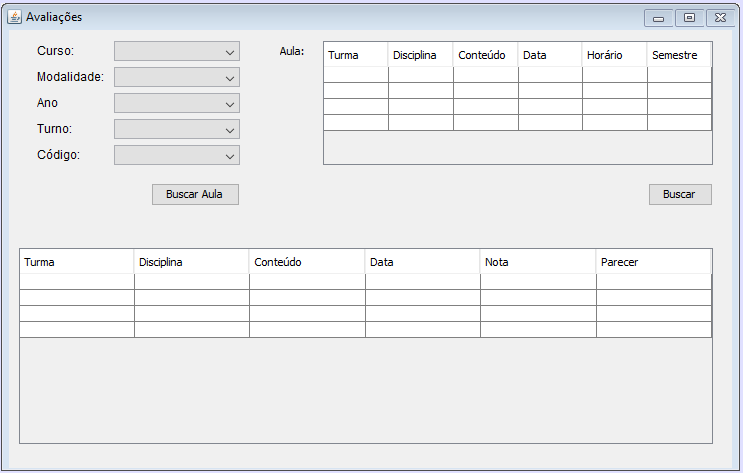 Avaliações
Curso:
Modalidade:
Ano
Turno:
Código:
Buscar Aula
Aula:
Turma Disciplina Conteúdo Data Horário Semestre
Buscar
Turma Disciplina Conteúdo Data Nota Parecer